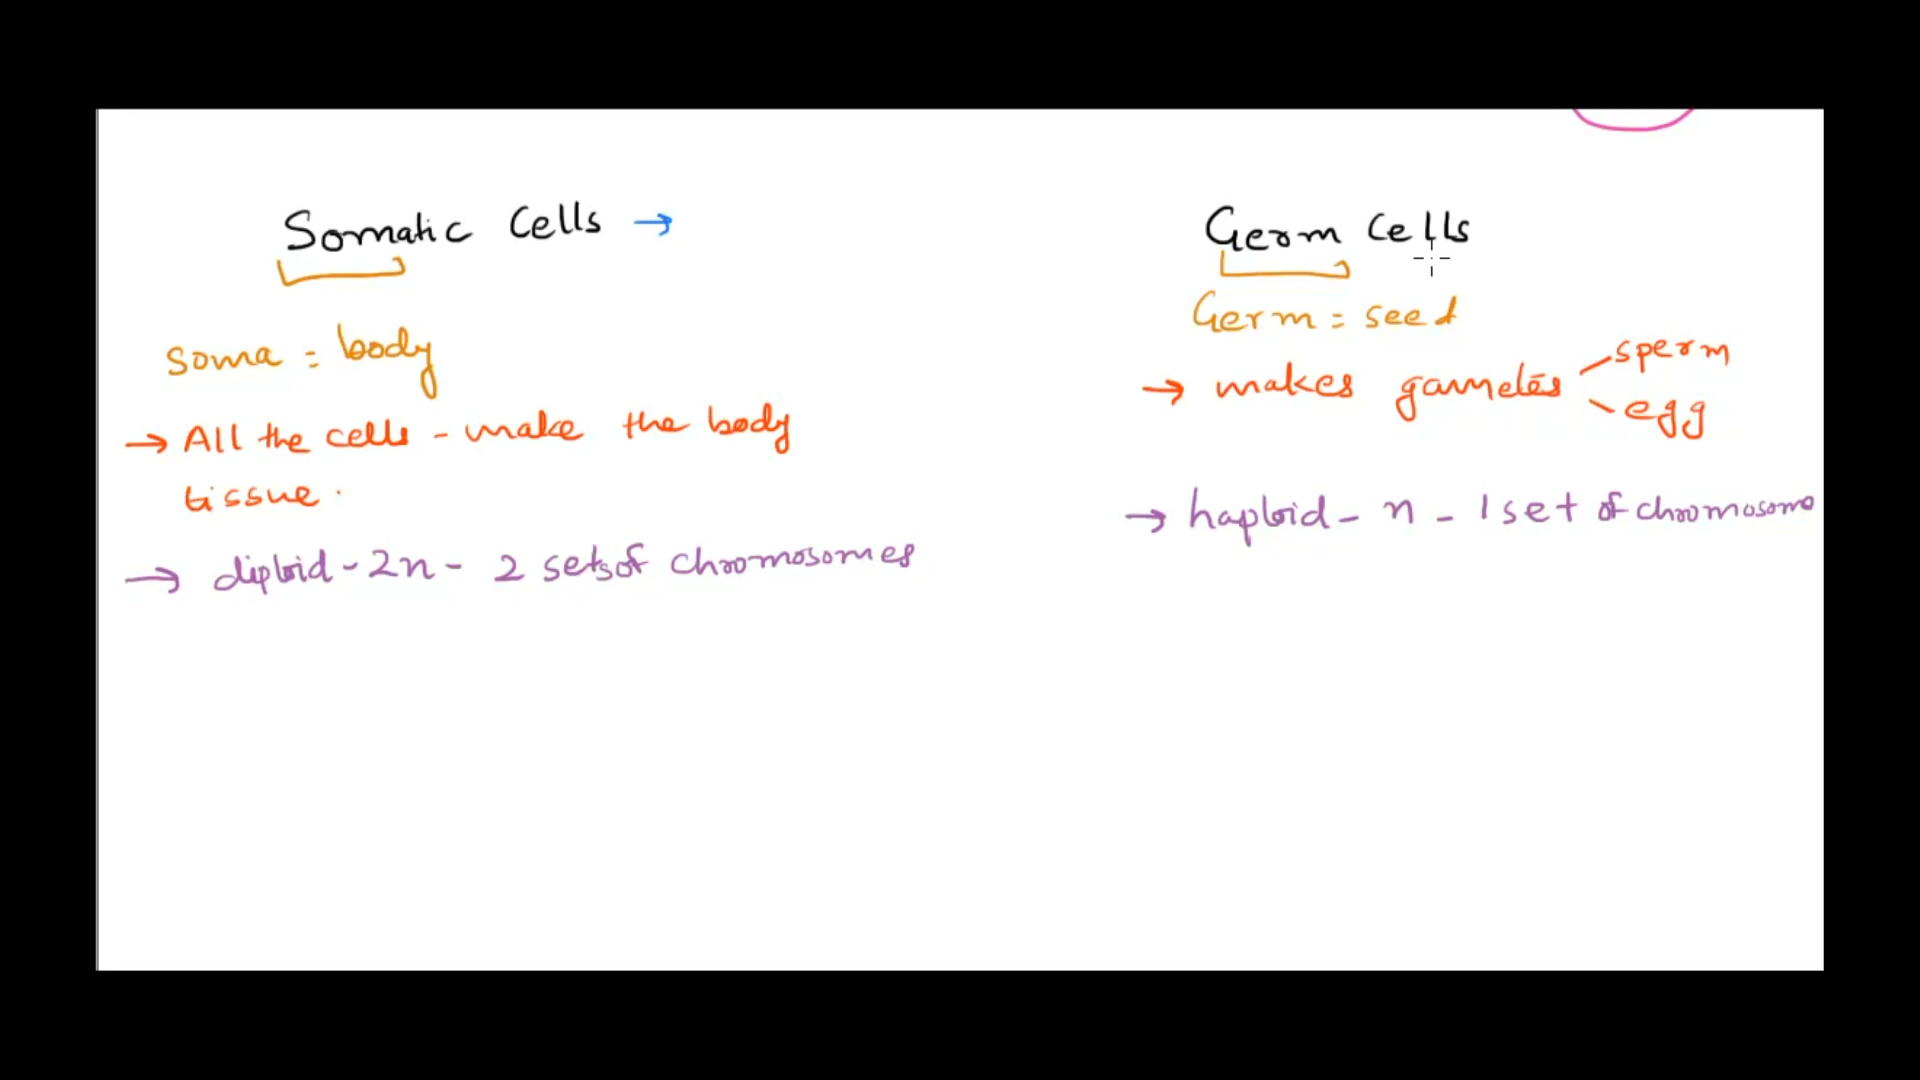 Somatic Cells →
soma = body
→ All the cells - make the body
tissue.
→ diploid - 2n - 2 sets of chromosomes
Germ Cells
Germ = seed
→ makes gametes
sperm
egg
→ haploid - n - 1 set of chromosome